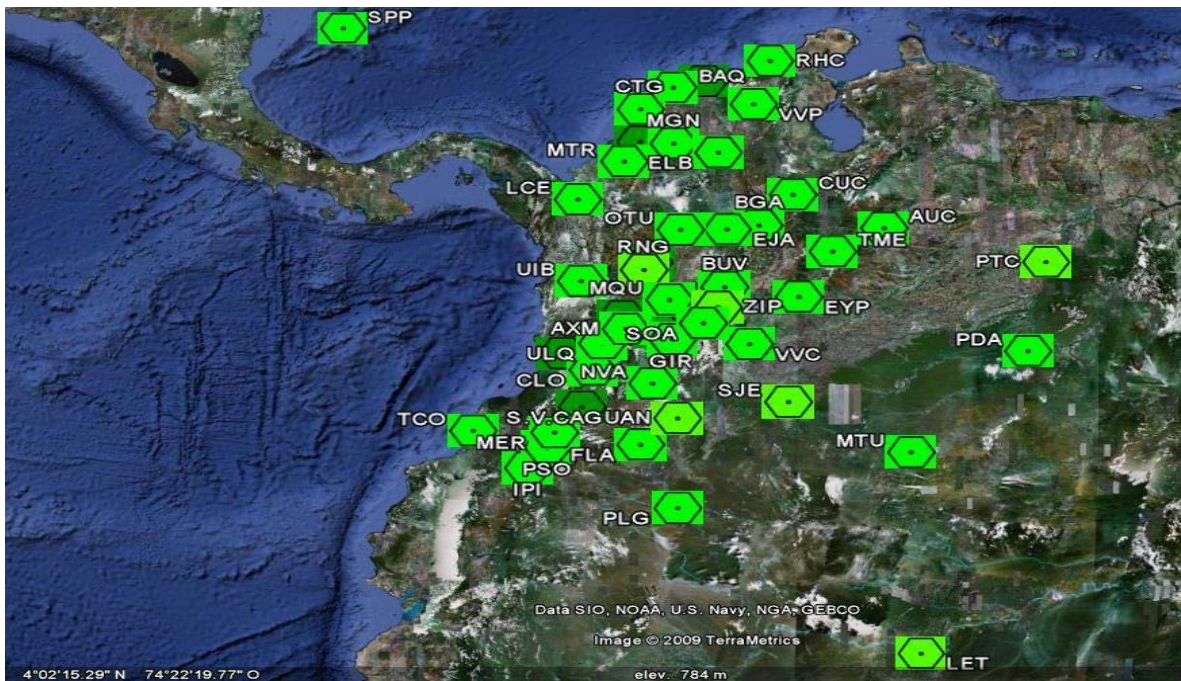 SPP
RHC
BAQ
CTG
VVP
MGN
MTR
ELB
CUC
LCE
BGA
OTU
AUC
EJA
RNG
TME
PTC
BUV
UIB
MQU
ZIP
EYP
AXM
SOA
PDA
ULQ
VVC
GIR
NVA
CLO
SJE
S.V.CAGUAN
TCO
MER
MTU
FLA
PSO
IPI
PLG
Data SIO, NOAA, U.S. Navy, NGA, GEBCO
Image © 2009 TerraMetrics
LET
4°02'15.29" N 74°22'19.77" O elev. 784 m